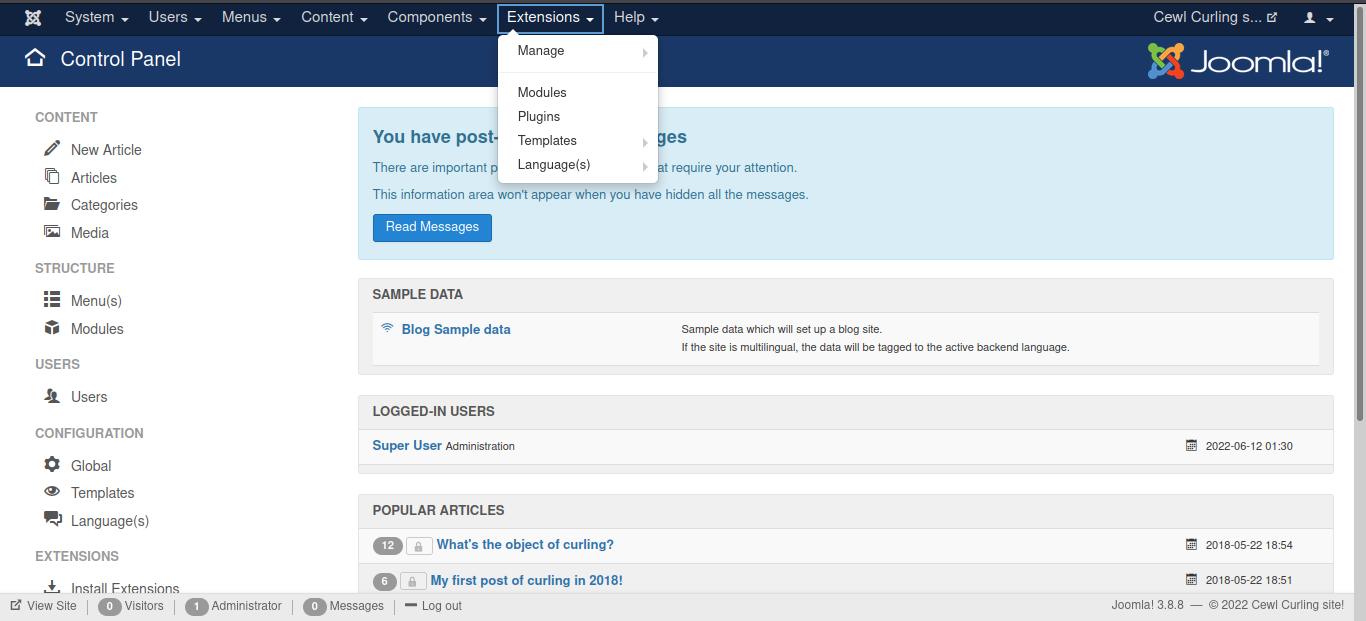 System Users Menus Content Components Extensions Help Cewl Curling s...
Control Panel Joomla!®
Manage
Modules
Plugins
Templates
Language(s)
CONTENT
New Article
Articles
Categories
Media
STRUCTURE
Menu(s)
Modules
USERS
Users
CONFIGURATION
Global
Templates
Language(s)
EXTENSIONS
Install Extensions
You have post- ges
There are important p at require your attention.
This information area won't appear when you have hidden all the messages.
Read Messages
SAMPLE DATA
Blog Sample data Sample data which will set up a blog site.
If the site is multilingual, the data will be tagged to the active backend language.
LOGGED-IN USERS
Super User Administration 2022-06-12 01:30
POPULAR ARTICLES
12 What's the object of curling? 2018-05-22 18:54
6 My first post of curling in 2018! 2018-05-22 18:51
View Site 0 Visitors 1 Administrator 0 Messages Log out Joomla! 3.8.8 — © 2022 Cewl Curling site!